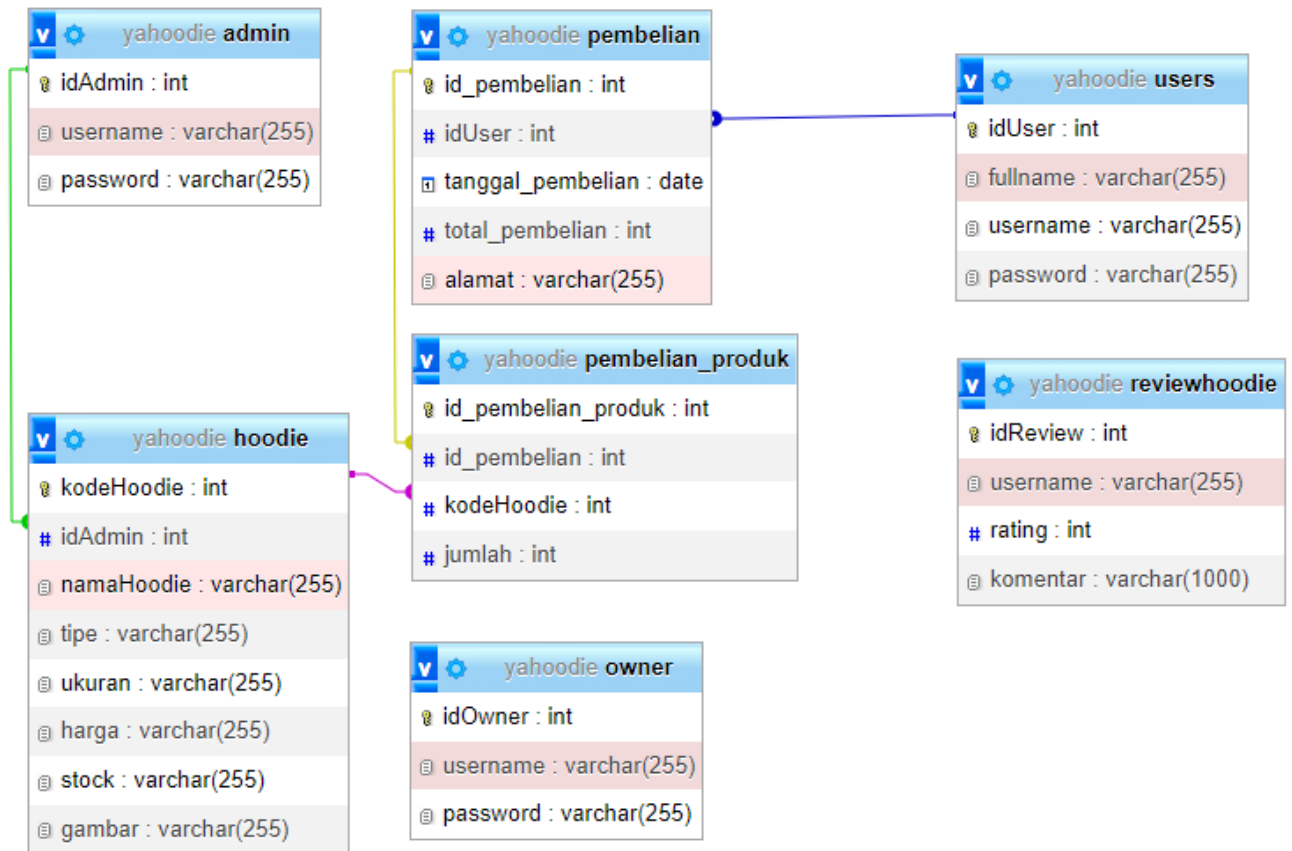 yahoodie admin
idAdmin : int
username : varchar(255)
password : varchar(255)
yahoodie pembelian
id_pembelian : int
idUser : int
tanggal_pembelian : date
total_pembelian : int
alamat : varchar(255)
yahoodie users
idUser : int
fullname : varchar(255)
username : varchar(255)
password : varchar(255)
yahoodie pembelian_produk
id_pembelian_produk : int
id_pembelian : int
kodeHoodie : int
jumlah : int
yahoodie reviewhoodie
idReview : int
username : varchar(255)
rating : int
komentar : varchar(1000)
yahoodie hoodie
kodeHoodie : int
idAdmin : int
namaHoodie : varchar(255)
tipe : varchar(255)
ukuran : varchar(255)
harga : varchar(255)
stock : varchar(255)
gambar : varchar(255)
yahoodie owner
idOwner : int
username : varchar(255)
password : varchar(255)